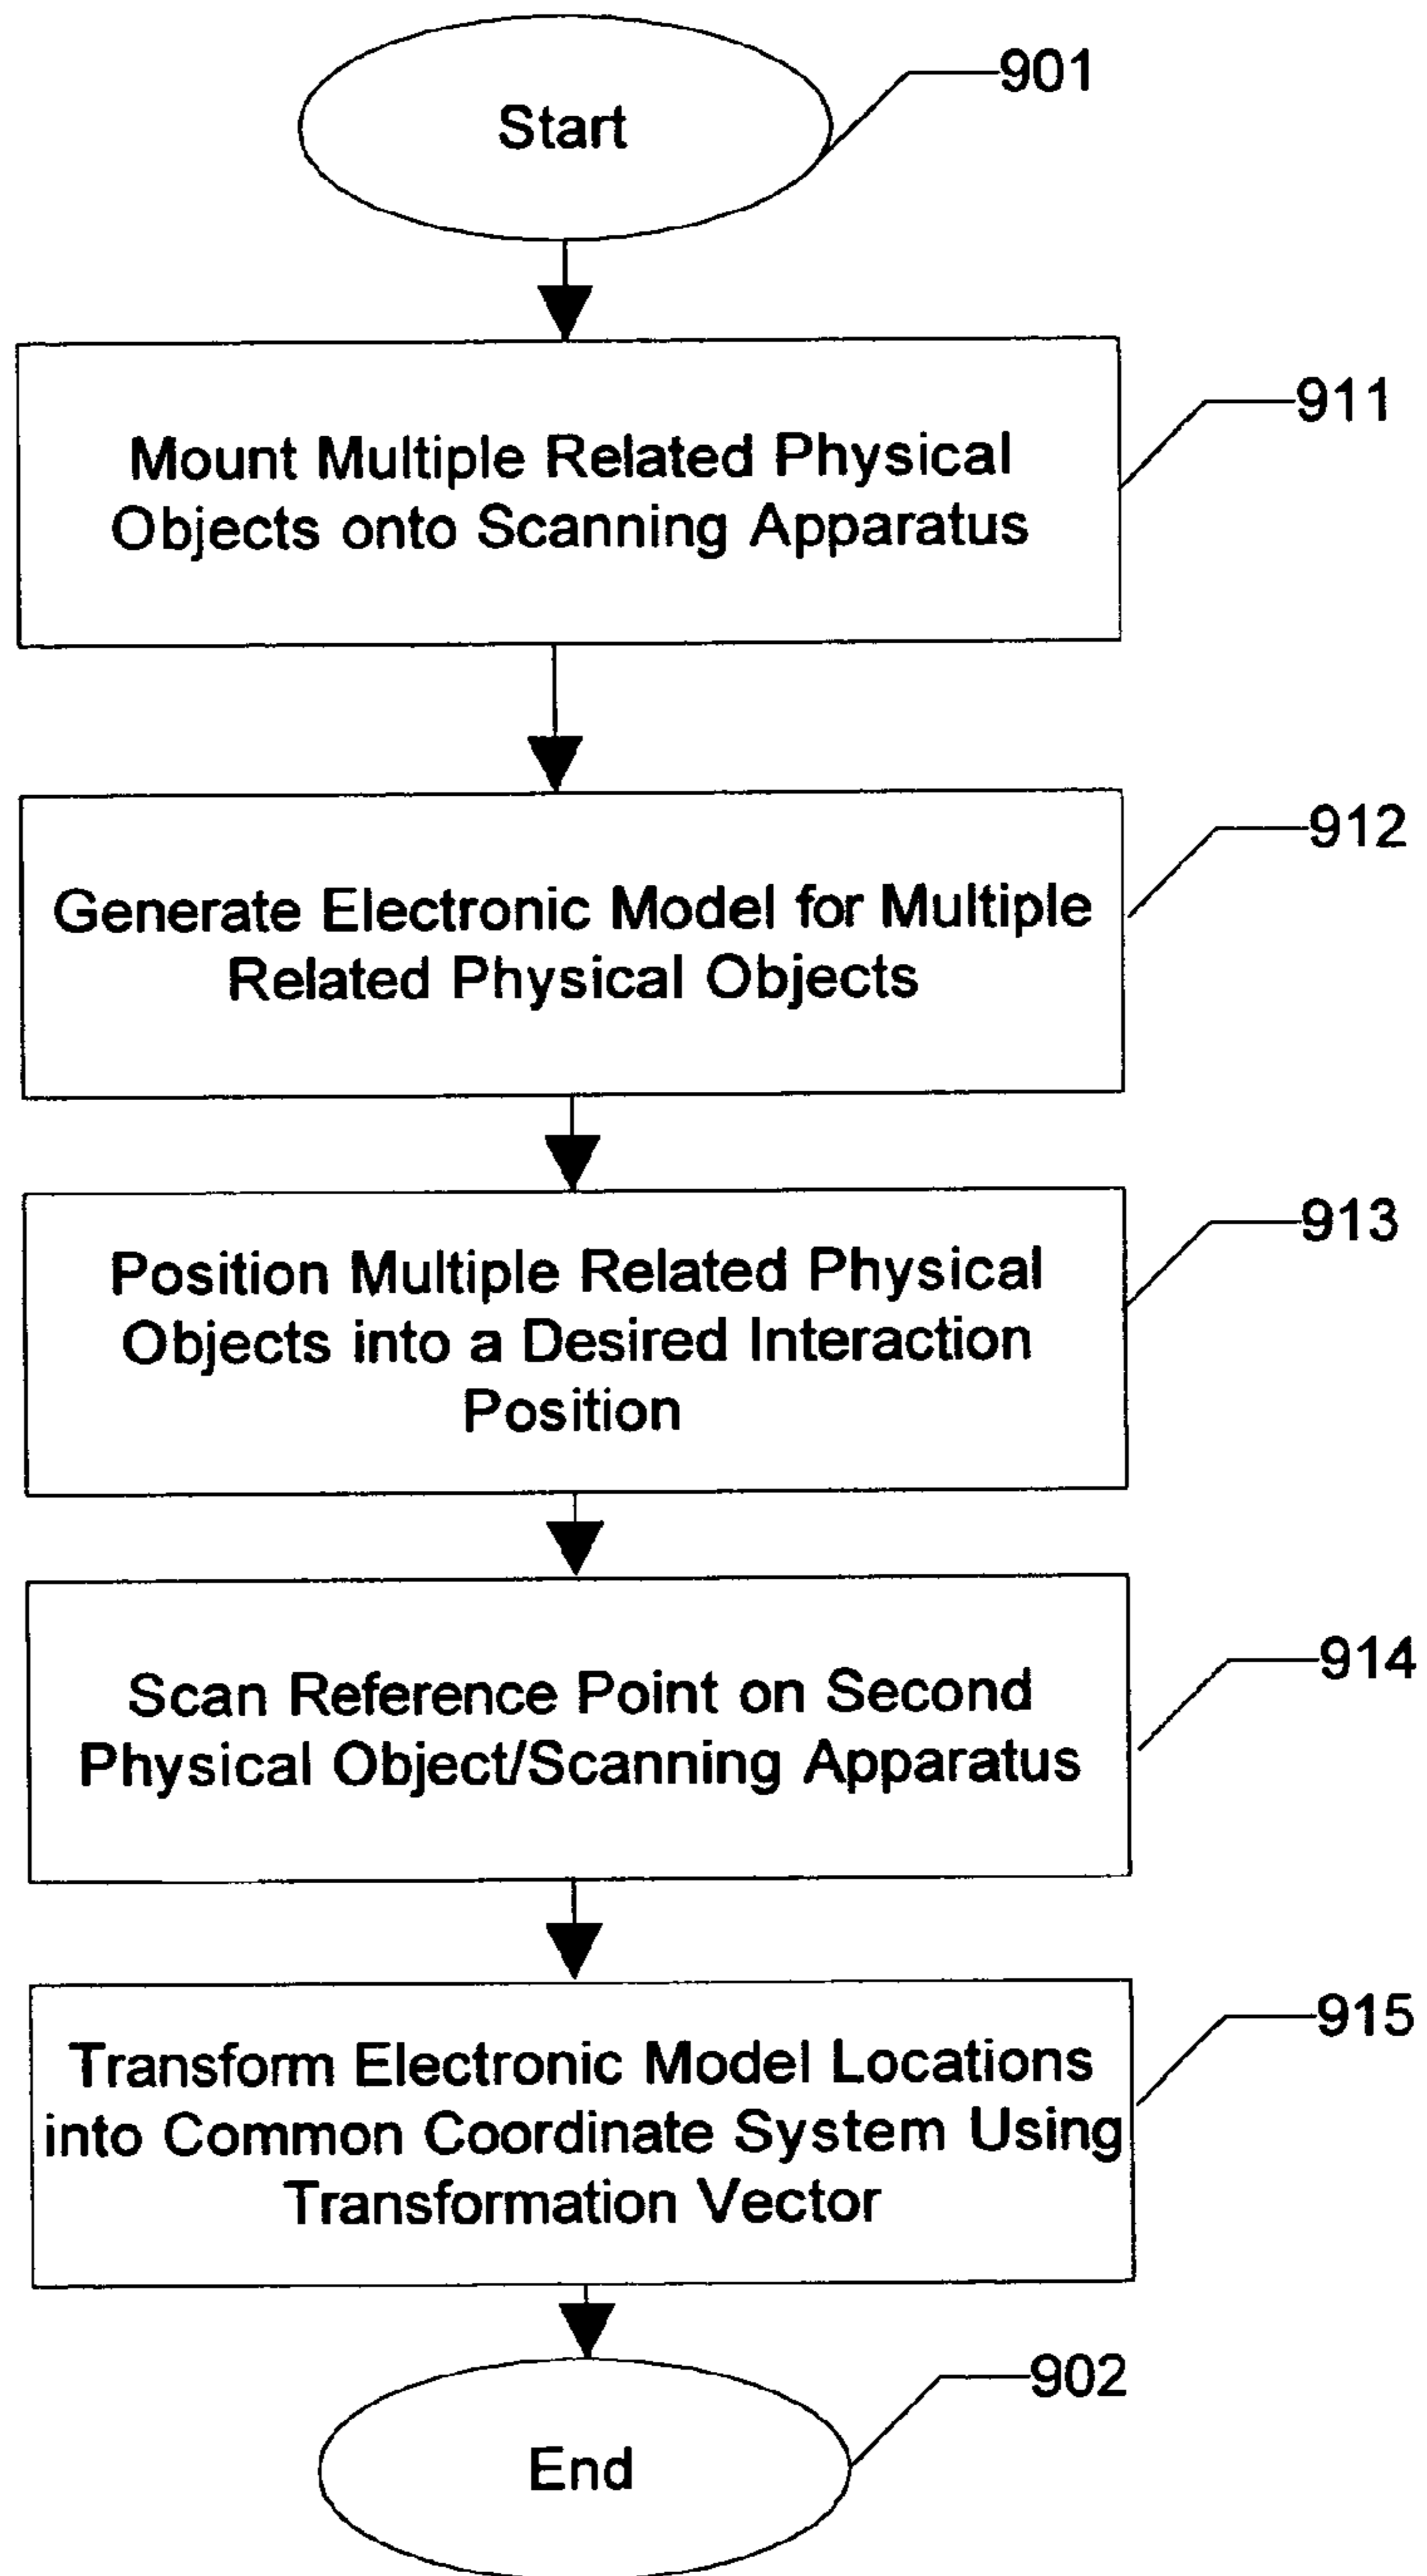 Start
901
Mount Multiple Related Physical
Objects onto Scanning Apparatus
911
Generate Electronic Model for Multiple
Related Physical Objects
912
Position Multiple Related Physical
Objects into a Desired Interaction
Position
913
Scan Reference Point on Second
Physical Object/Scanning Apparatus
914
Transform Electronic Model Locations
into Common Coordinate System Using
Transformation Vector
915
End
902